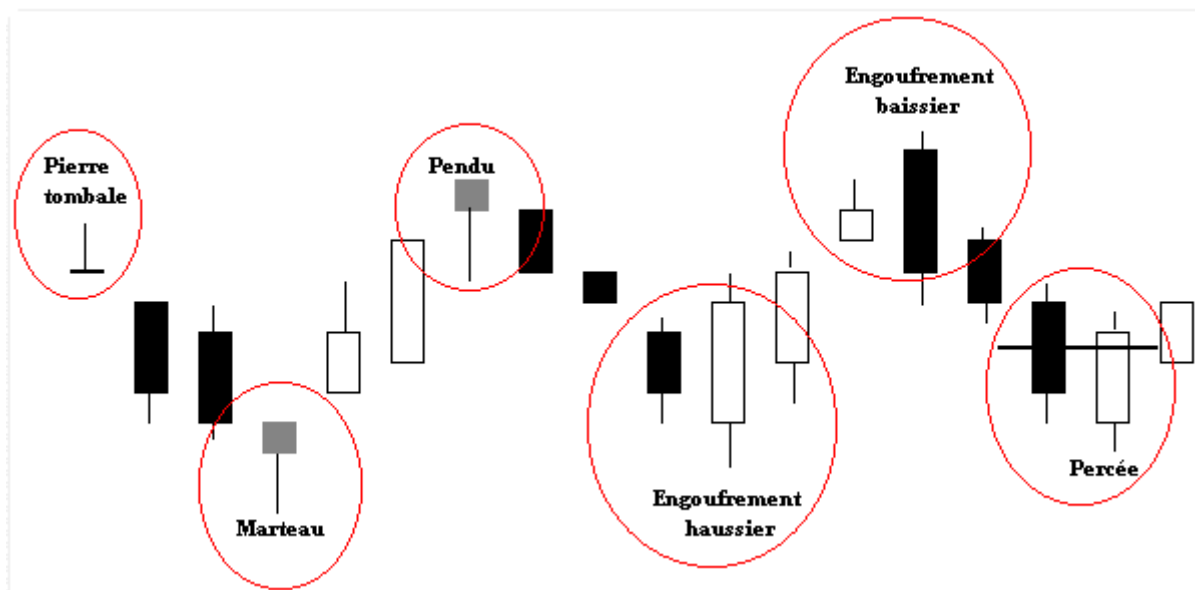 Pierre
tombale
Marteau
Pendu
Engoufrement
haussier
Engoufrement
baissier
Percée